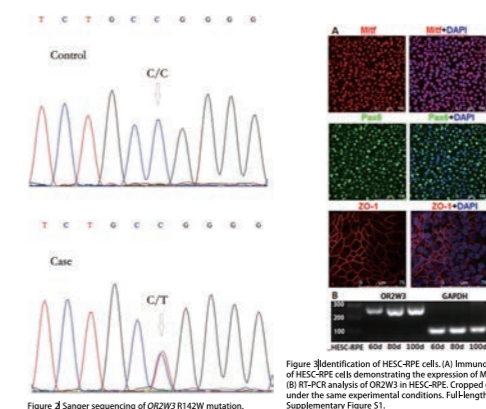 T C T G C C G G G G
Control
C/C
T C T G C C G G G G
Case
C/T
Figure 2| Sanger sequencing of OR2W3 R142W mutation.
A
Mitf
Mitf+DAPI
Pax6
Pax6+DAPI
ZO-1
ZO-1+DAPI
B
OR2W3
GAPDH
300
200
100
HESC-RPE 60d 80d 100d 60d 80d 100d
Figure 3|Identification of HESC-RPE cells. (A) Immuno
of HESC-RPE cells demonstrating the expression of M
(B) RT-PCR analysis of OR2W3 in HESC-RPE. Cropped
under the same experimental conditions. Full-length
Supplementary Figure S1.